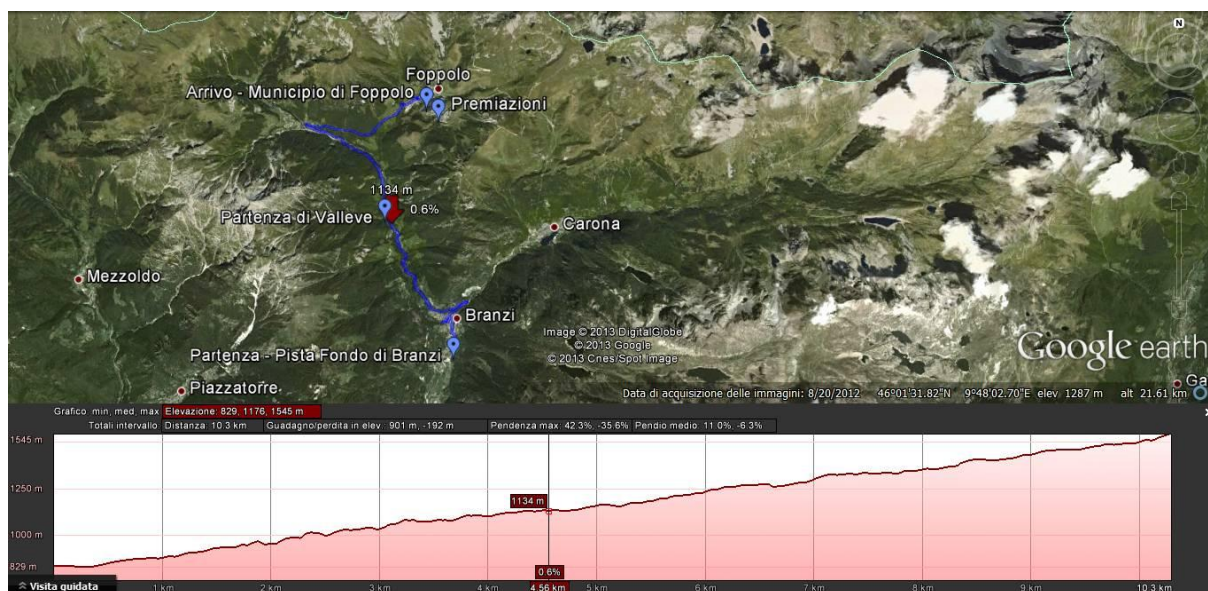 N
Foppolo
Arrivo - Municipio di Foppolo
Premiazioni
1134 m
0.6%
Partenza di Valleve
Carona
Mezzoldo
Branzi
Image © 2013 DigitalGlobe
© 2013 Google
© 2013 Cnes/Spot Image
Partenza - Pista Fondo di Branzi
Google earth
Piazzatorre
Ga
Data di acquisizione delle immagini: 8/20/2012 46°01'31.82"N 9°48'02.70"E elev 1287 m alt 21.61 km
Grafico min, med, max Elevazione: 829, 1176, 1545 m
Totali intervallo Distanza: 10.3 km Guadagno/perdita in elev : 901 m, -192 m Pendenza max: 42.3%, -35.6% Pendio medio: 11.0%, -6.3%
1545 m
1250 m
1134 m
1000 m
829 m
0.6%
Visita guidata 1 km 2 km 3 km 4 km 4.56 km 5 km 6 km 7 km 8 km 9 km 10.3 km